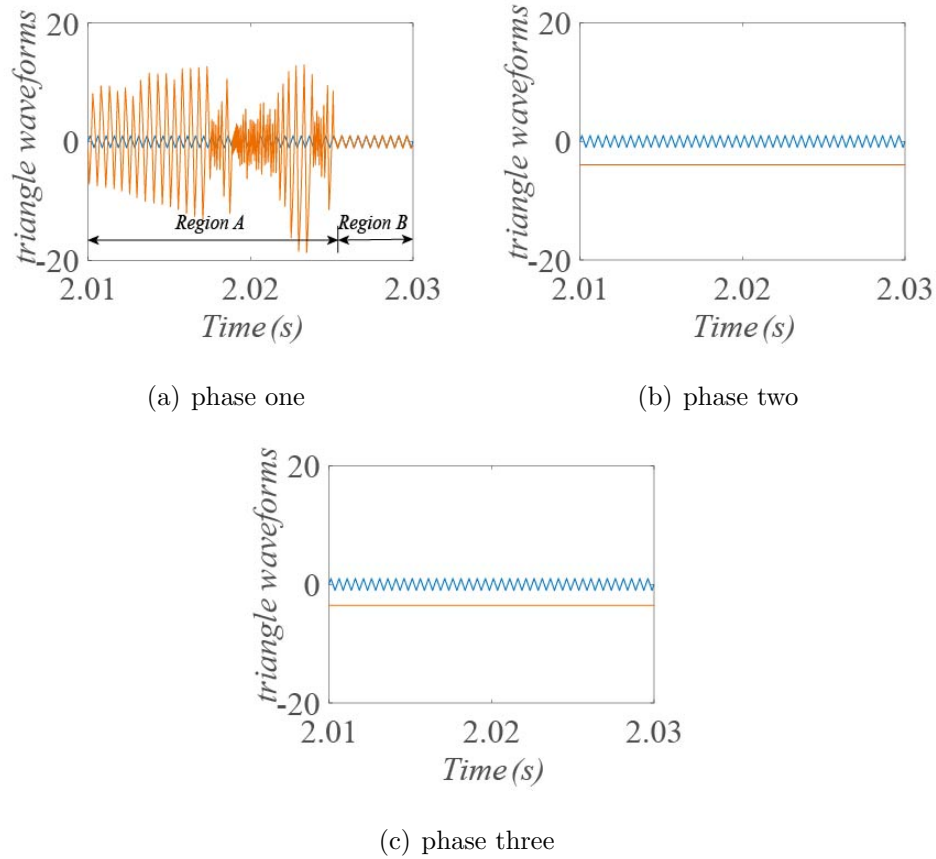 triangle waveforms
20
0
-20
Region A
Region B
2.01
2.02
2.03
Time (s)
(a) phase one
triangle waveforms
20
0
-20
2.01
2.02
2.03
Time (s)
(b) phase two
triangle waveforms
20
0
-20
2.01
2.02
2.03
Time (s)
(c) phase three